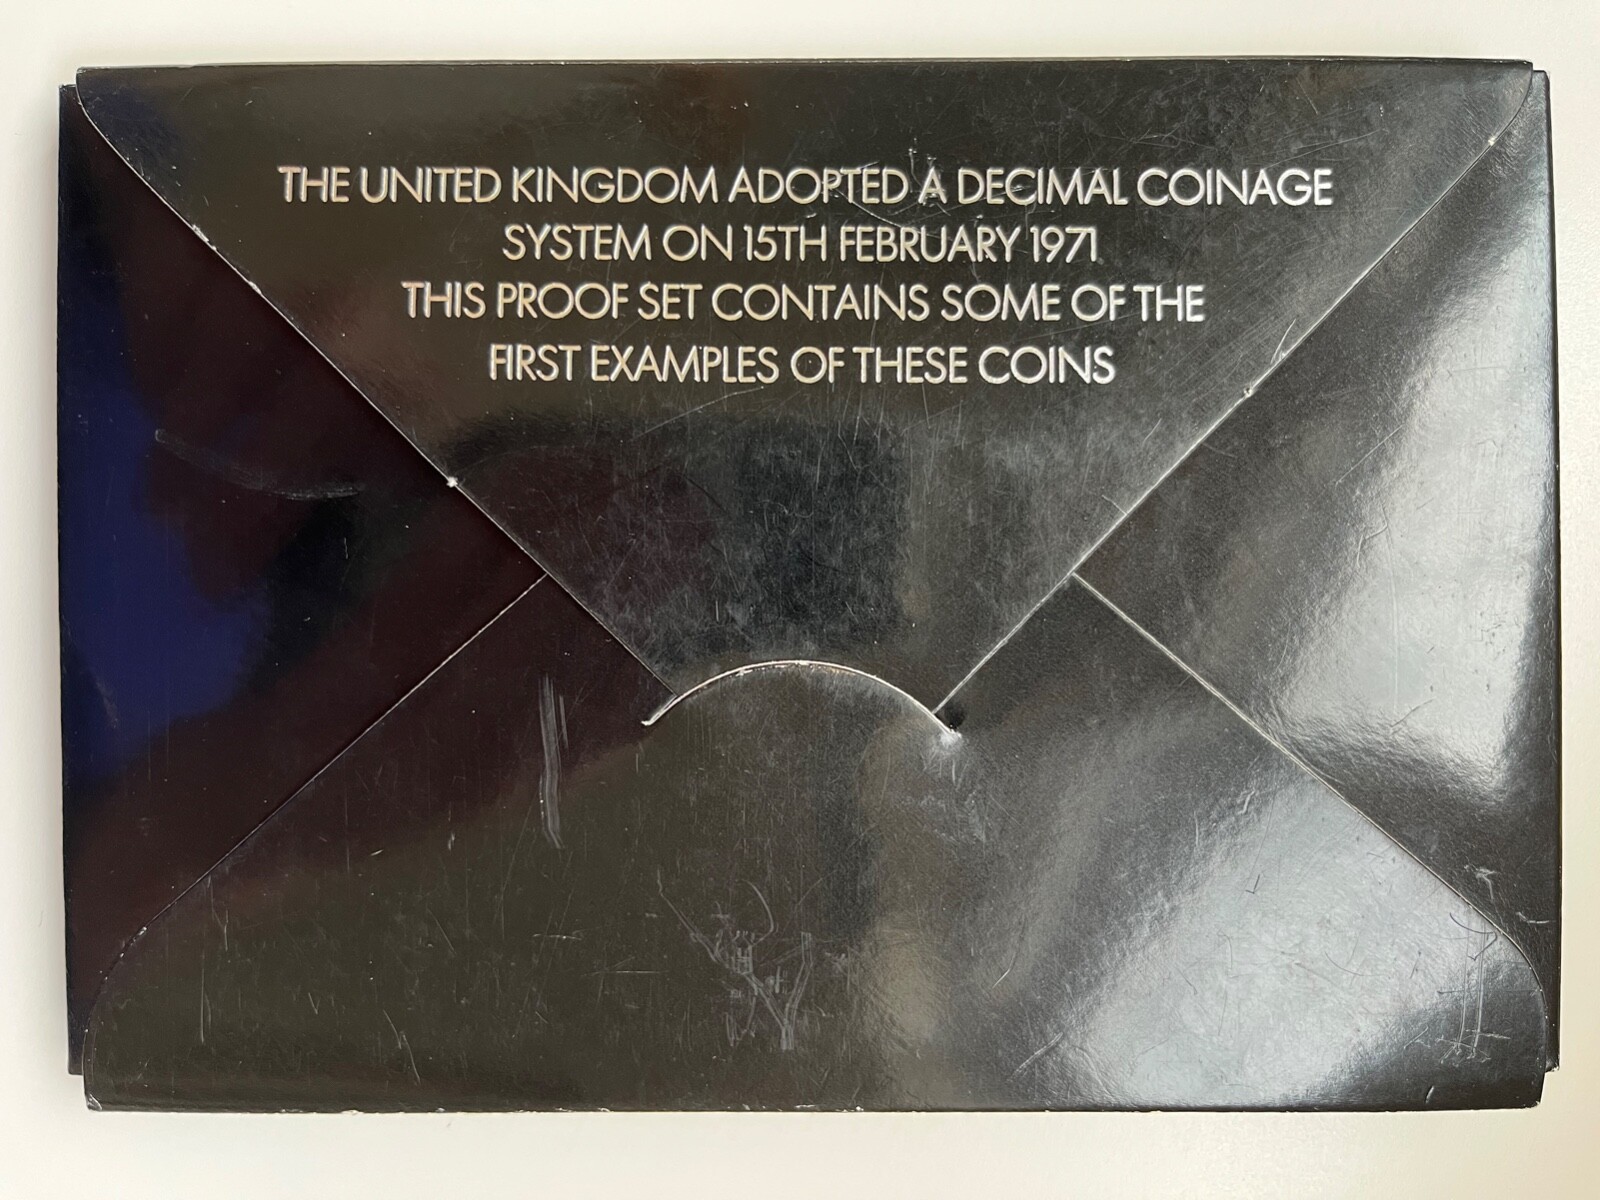 THE UNITED KINGDOM ADOPTED A DECIMAL COINAGE
SYSTEM ON 15TH FEBRUARY 1971
THIS PROOF SET CONTAINS SOME OF THE
FIRST EXAMPLES OF THESE COINS